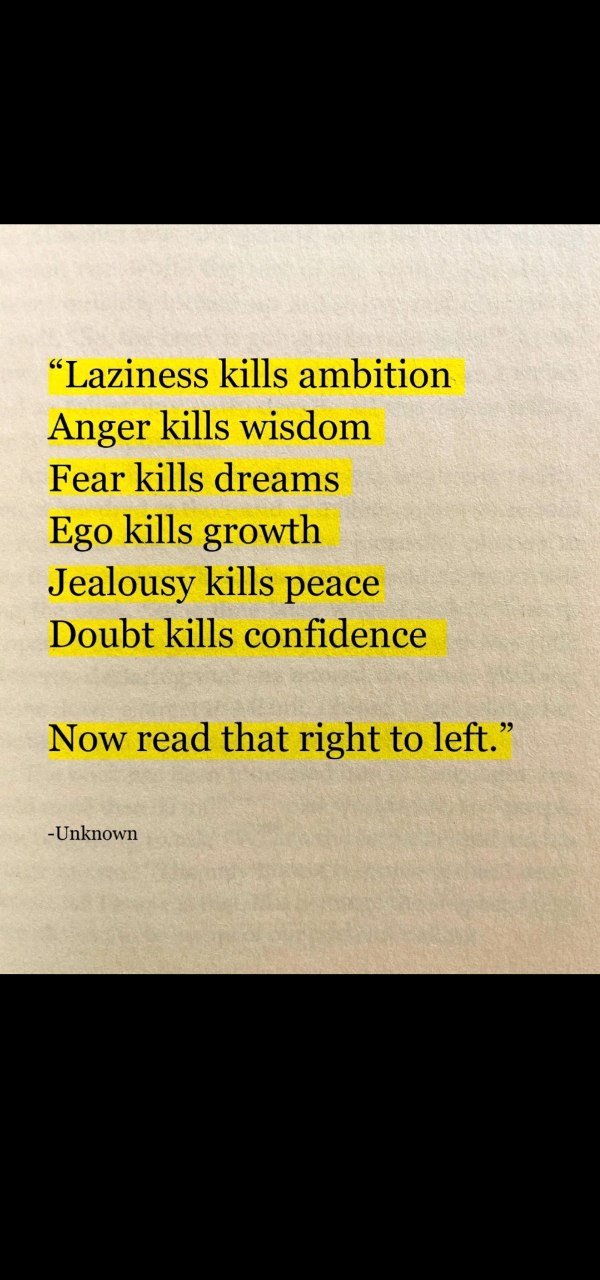 “Laziness kills ambition
Anger kills wisdom
Fear kills dreams
Ego kills growth
Jealousy kills peace
Doubt kills confidence
Now read that right to left.”
-Unknown